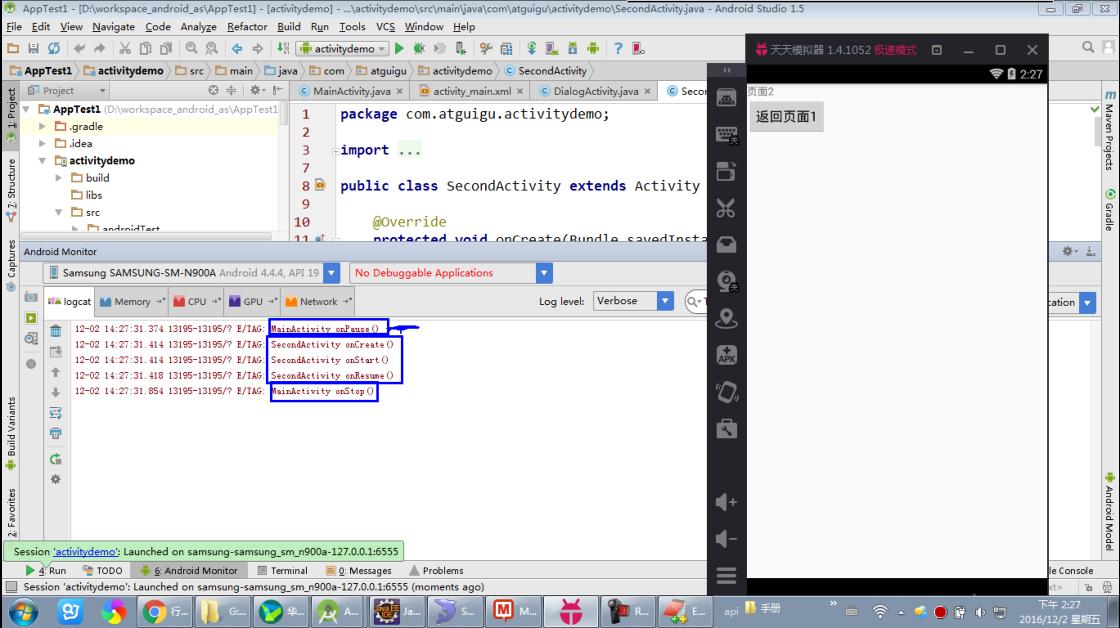 AppTest1 - [D:\workspace_android_as\AppTest1] - [activitydemo] - ...\activitydemo\src\main\java\com\atguigu\activitydemo\SecondActivity.java - Android Studio 1.5
File Edit View Navigate Code Analyze Refactor Build Run Tools VCS Window Help
activitydemo
AppTest1 activitydemo src main java com atguigu activitydemo SecondActivity
Project
MainActivity.java activity_main.xml DialogActivity.java Secon
1: Project
7: Structure
Captures
Build Variants
2: Favorites
AppTest1 (D:\workspace_android_as\AppTest1
.gradle
.idea
activitydemo
build
libs
src
androidTest
1 package com.atguigu.activitydemo;
2
3 import ...
7
8 public class SecondActivity extends Activity
9
10 @Override
11 protected void onCreate(Bundle savedInsta
天天模拟器 1.4.1052 极速模式
2:27
页面2
返回页面1
APK
Maven Projects
Gradle
Android Model
Android Monitor
Samsung SAMSUNG-SM-N900A Android 4.4.4, API 19
No Debuggable Applications
logcat Memory CPU GPU Network
Log level: Verbose
cation
12-02 14:27:31.374 13195-13195/? E/TAG: MainActivity onPause()
12-02 14:27:31.414 13195-13195/? E/TAG: SecondActivity onCreate()
12-02 14:27:31.414 13195-13195/? E/TAG: SecondActivity onStart()
12-02 14:27:31.418 13195-13195/? E/TAG: SecondActivity onResume()
12-02 14:27:31.854 13195-13195/? E/TAG: MainActivity onStop()
Session 'activitydemo': Launched on samsung-samsung_sm_n900a-127.0.0.1:6555
4: Run TODO 6: Android Monitor Terminal 0: Messages Problems
le Console
Session 'activitydemo': Launched on samsung-samsung_sm_n900a-127.0.0.1:6555 (moments ago)
行... G:... 华... A... Ja... S... M... R... E...
api 手册
下午 2:27
2016/12/2 星期五